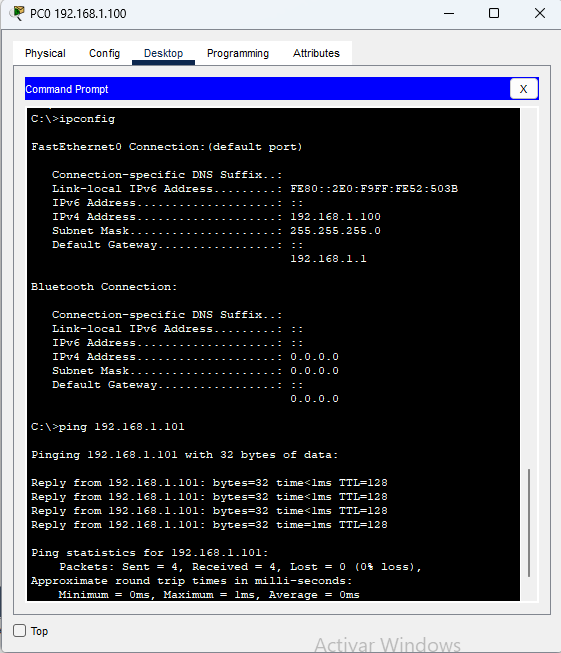 PC0 192.168.1.100
Physical Config Desktop Programming Attributes
Command Prompt X
C:\>ipconfig
FastEthernet0 Connection:(default port)
Connection-specific DNS Suffix..:
Link-local IPv6 Address.........: FE80::2E0:F9FF:FE52:503B
IPv6 Address....................: ::
IPv4 Address....................: 192.168.1.100
Subnet Mask.....................: 255.255.255.0
Default Gateway.................: ::
192.168.1.1
Bluetooth Connection:
Connection-specific DNS Suffix..:
Link-local IPv6 Address.........: ::
IPv6 Address....................: ::
IPv4 Address....................: 0.0.0.0
Subnet Mask.....................: 0.0.0.0
Default Gateway.................: ::
0.0.0.0
C:\>ping 192.168.1.101
Pinging 192.168.1.101 with 32 bytes of data:
Reply from 192.168.1.101: bytes=32 time<1ms TTL=128
Reply from 192.168.1.101: bytes=32 time<1ms TTL=128
Reply from 192.168.1.101: bytes=32 time<1ms TTL=128
Reply from 192.168.1.101: bytes=32 time=1ms TTL=128
Ping statistics for 192.168.1.101:
Packets: Sent = 4, Received = 4, Lost = 0 (0% loss),
Approximate round trip times in milli-seconds:
Minimum = 0ms, Maximum = 1ms, Average = 0ms
Top
Activar Windows